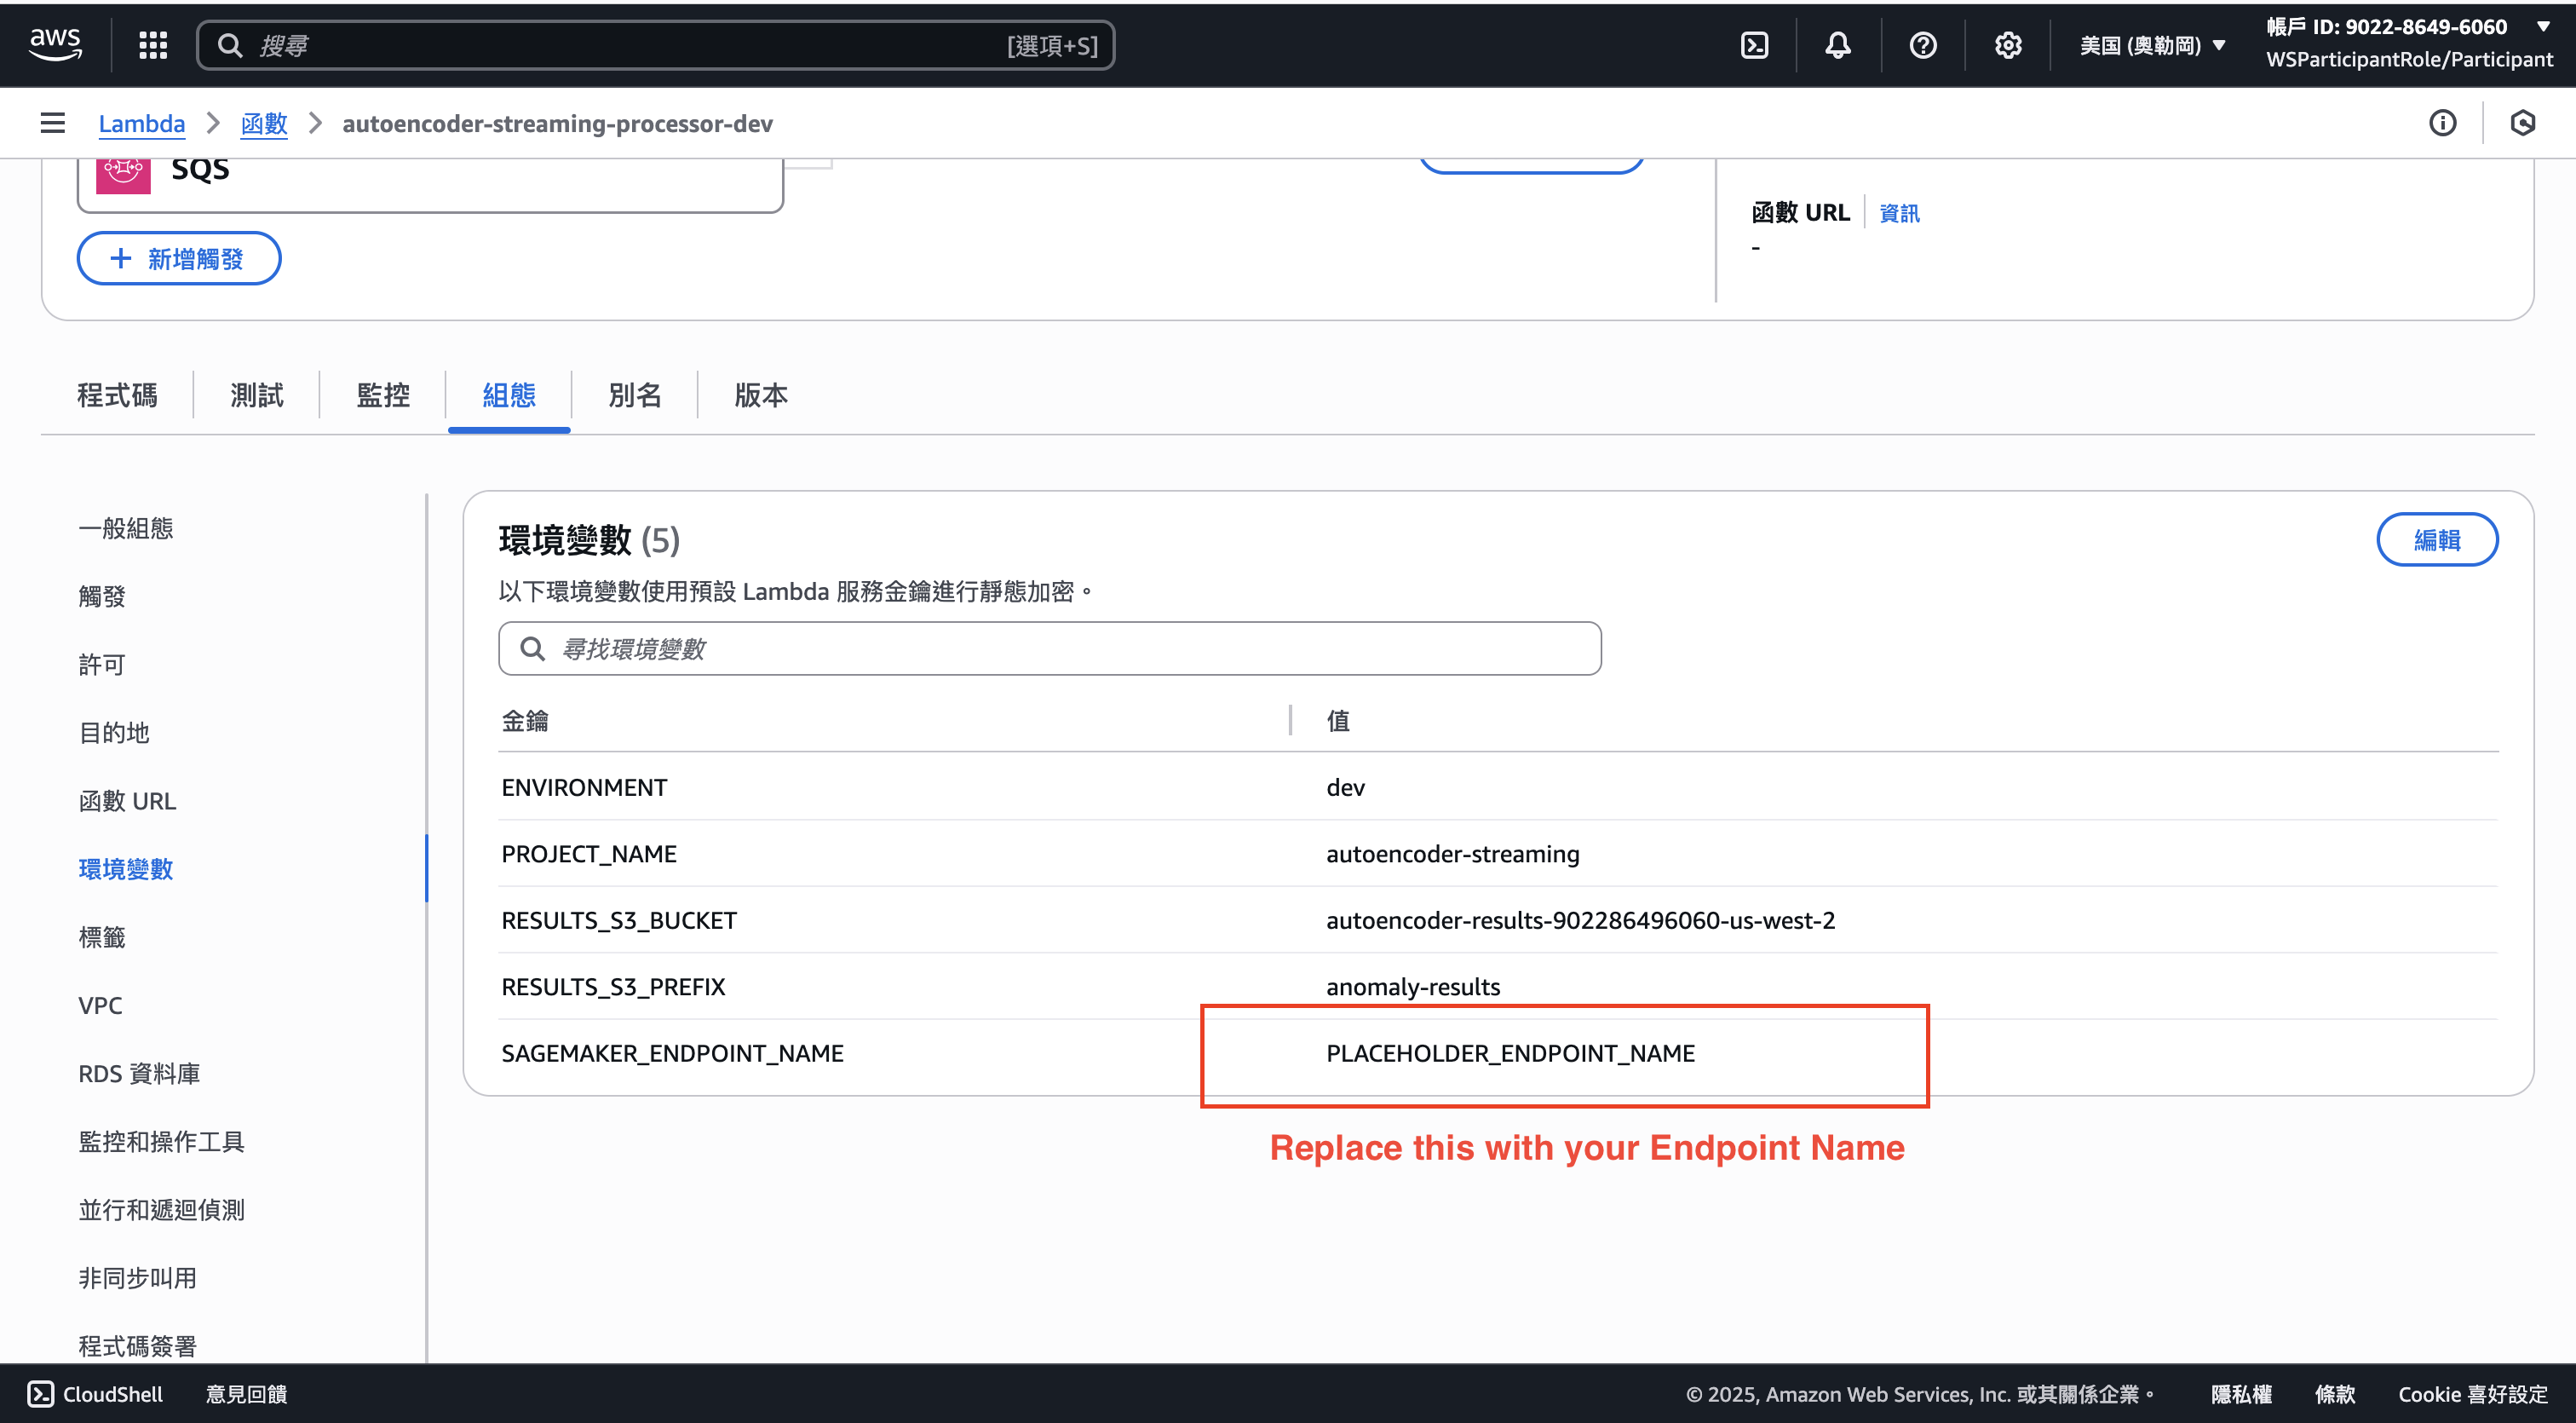 aws
搜尋
[選項+S]
美国 (奧勒岡)
帳戶 ID: 9022-8649-6060
WSParticipantRole/Participant
Lambda
函數
autoencoder-streaming-processor-dev
SQS
新增觸發
函數 URL
資訊
-
程式碼
測試
監控
組態
別名
版本
一般組態
觸發
許可
目的地
函數 URL
環境變數
標籤
VPC
RDS 資料庫
監控和操作工具
並行和遞迴偵測
非同步叫用
程式碼簽署
環境變數 (5)
編輯
以下環境變數使用預設 Lambda 服務金鑰進行靜態加密。
尋找環境變數
金鑰 值
ENVIRONMENT dev
PROJECT_NAME autoencoder-streaming
RESULTS_S3_BUCKET autoencoder-results-902286496060-us-west-2
RESULTS_S3_PREFIX anomaly-results
SAGEMAKER_ENDPOINT_NAME PLACEHOLDER_ENDPOINT_NAME
Replace this with your Endpoint Name
CloudShell
意見回饋
© 2025, Amazon Web Services, Inc. 或其關係企業。
隱私權
條款
Cookie 喜好設定